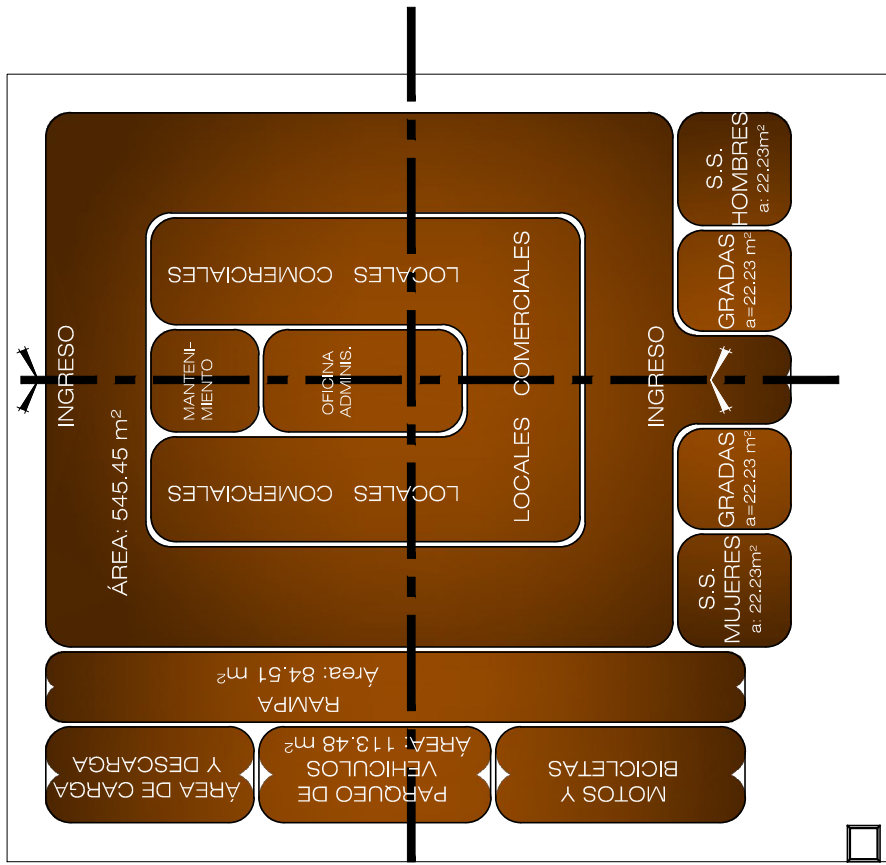 INGRESO
ÁREA: 545.45 m²
LOCALES COMERCIALES
MANTENI-
MIENTO
OFICINA
ADMINIS.
LOCALES COMERCIALES
LOCALES COMERCIALES
INGRESO
S.S.
HOMBRES
a: 22.23m²
GRADAS
a=22.23 m²
GRADAS
a=22.23 m²
S.S.
MUJERES
a: 22.23m²
RAMPA
Área: 84.51 m²
ÁREA DE CARGA
Y DESCARGA
PARQUEO DE
VEHICULOS
ÁREA: 113.48 m²
MOTOS Y
BICICLETAS